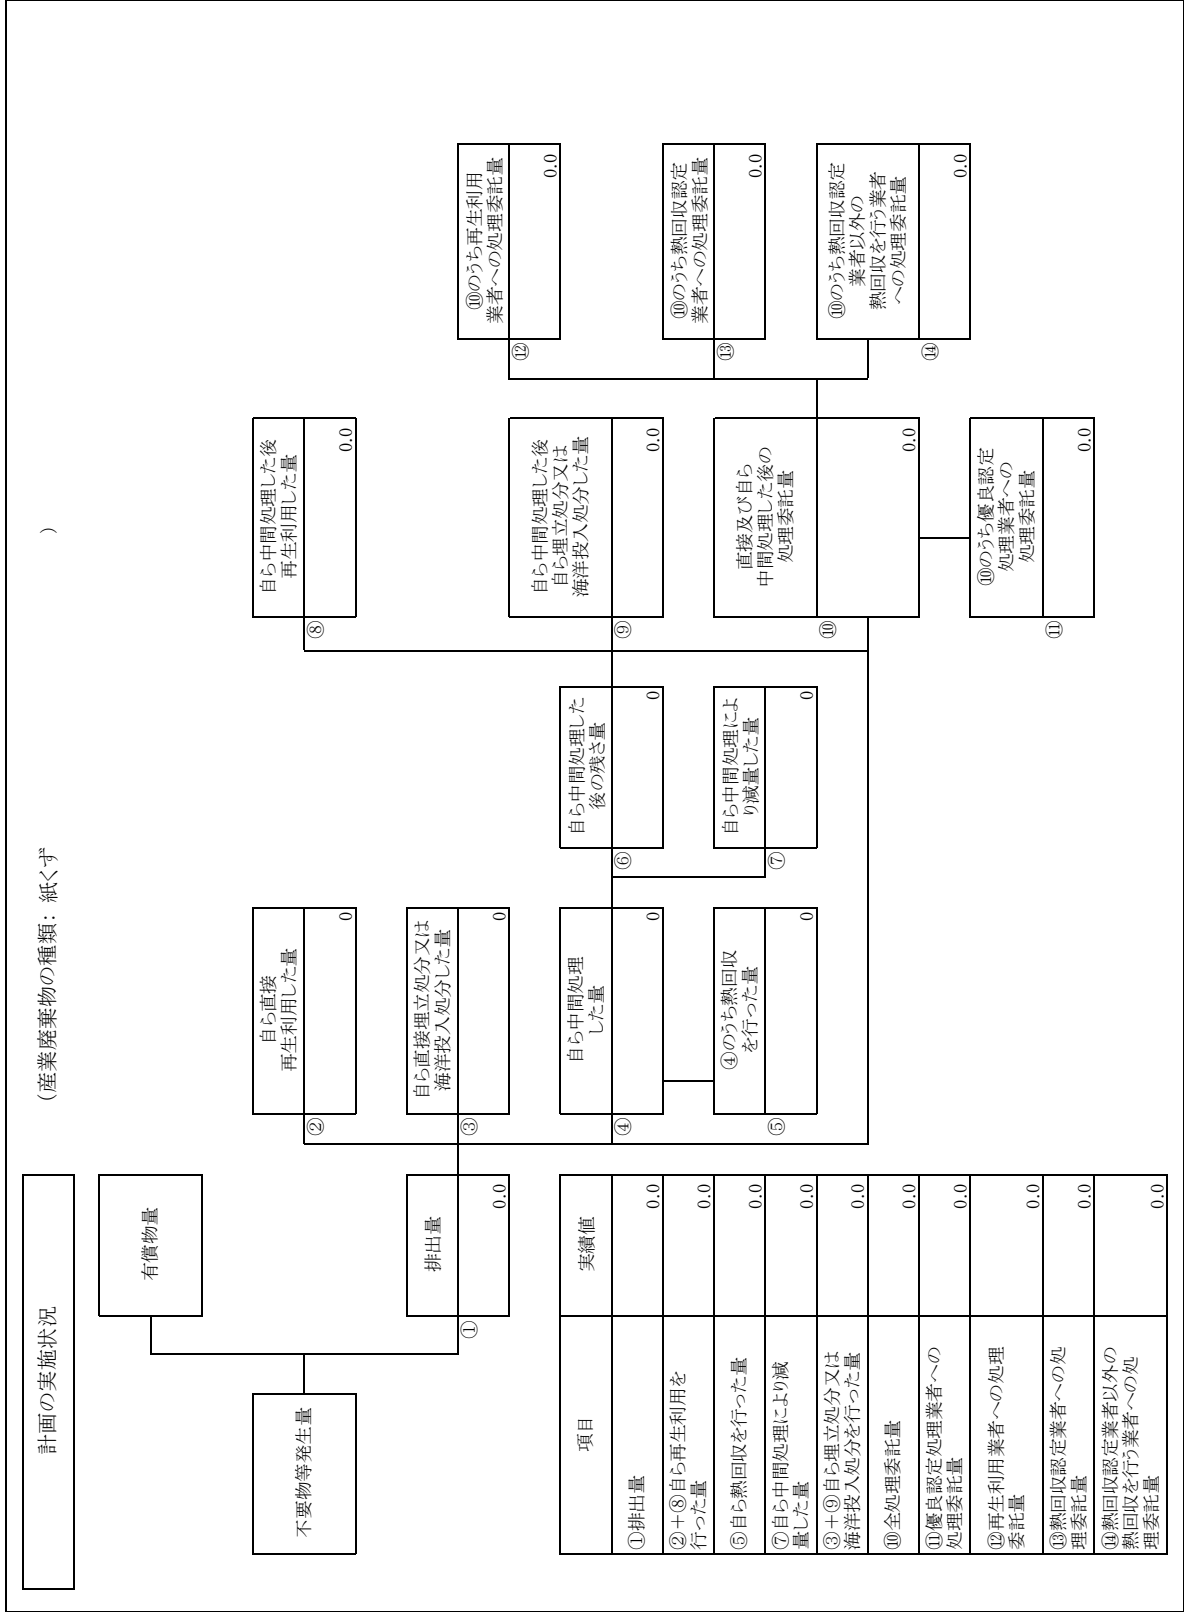 計画の実施状況
(産業廃棄物の種類: 紙くず )
不要物等発生量
有償物量
排出量
①
0.0
自ら直接
再生利用した量
②
0
自ら直接埋立処分又は
海洋投入処分した量
③
0
自ら中間処理
した量
④
0
④のうち熱回収
を行った量
⑤
0
自ら中間処理した
後の残さ量
⑥
0
自ら中間処理によ
り減量した量
⑦
0
自ら中間処理した後
再生利用した量
⑧
0.0
自ら中間処理した後
自ら埋立処分又は
海洋投入処分した量
⑨
0.0
直接及び自ら
中間処理した後の
処理委託量
⑩
0.0
⑩のうち優良認定
処理業者への
処理委託量
⑪
0.0
⑩のうち再生利用
業者への処理委託量
⑫
0.0
⑩のうち熱回収認定
業者への処理委託量
⑬
0.0
⑩のうち熱回収認定
業者以外の
熱回収を行う業者
への処理委託量
⑭
0.0
項目 実績値
①排出量 0.0
②+⑧自ら再生利用を
行った量 0.0
⑤自ら熱回収を行った量 0.0
⑦自ら中間処理により減
量した量 0.0
③+⑨自ら埋立処分又は
海洋投入処分を行った量 0.0
⑩全処理委託量 0.0
⑪優良認定処理業者への
処理委託量 0.0
⑫再生利用業者への処理
委託量 0.0
⑬熱回収認定業者への処
理委託量 0.0
⑭熱回収認定業者以外の
熱回収を行う業者への処
理委託量 0.0